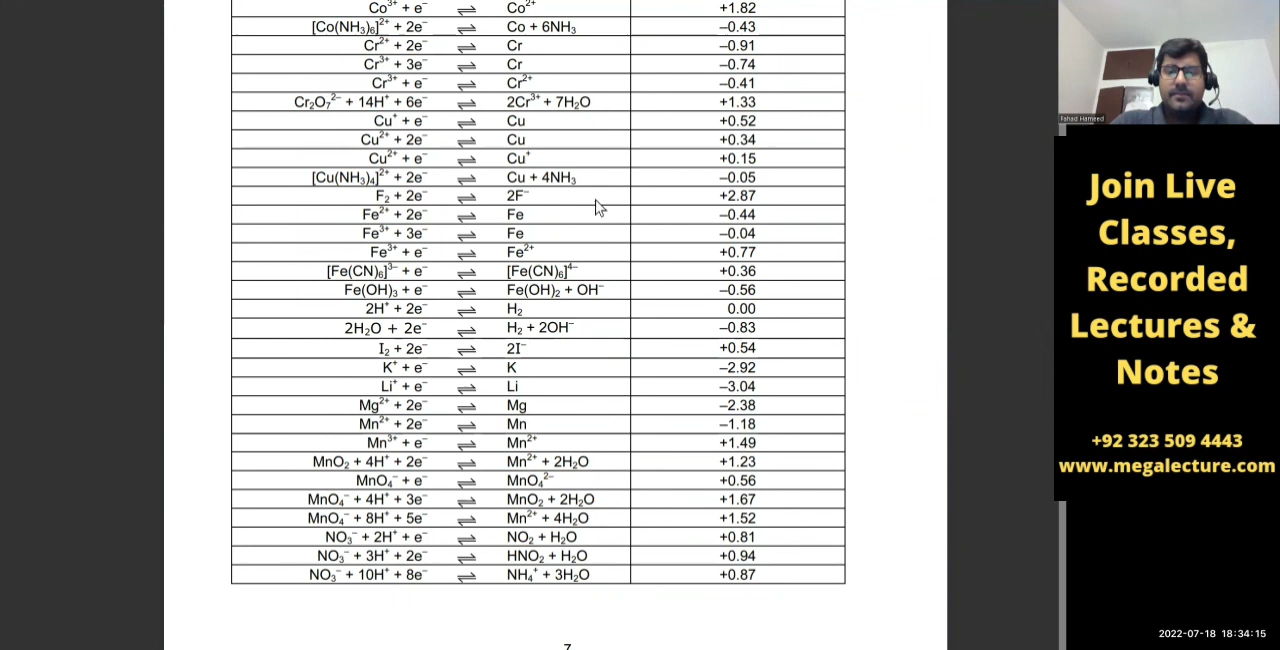 Co³⁺ + e⁻ ⇌ Co²⁺ +1.82
[Co(NH₃)₆]²⁺ + 2e⁻ ⇌ Co + 6NH₃ –0.43
Cr²⁺ + 2e⁻ ⇌ Cr –0.91
Cr³⁺ + 3e⁻ ⇌ Cr –0.74
Cr³⁺ + e⁻ ⇌ Cr²⁺ –0.41
Cr₂O₇²⁻ + 14H⁺ + 6e⁻ ⇌ 2Cr³⁺ + 7H₂O +1.33
Cu⁺ + e⁻ ⇌ Cu +0.52
Cu²⁺ + 2e⁻ ⇌ Cu +0.34
Cu²⁺ + e⁻ ⇌ Cu⁺ +0.15
[Cu(NH₃)₄]²⁺ + 2e⁻ ⇌ Cu + 4NH₃ –0.05
F₂ + 2e⁻ ⇌ 2F⁻ +2.87
Fe²⁺ + 2e⁻ ⇌ Fe –0.44
Fe³⁺ + 3e⁻ ⇌ Fe –0.04
Fe³⁺ + e⁻ ⇌ Fe²⁺ +0.77
[Fe(CN)₆]³⁻ + e⁻ ⇌ [Fe(CN)₆]⁴⁻ +0.36
Fe(OH)₃ + e⁻ ⇌ Fe(OH)₂ + OH⁻ –0.56
2H⁺ + 2e⁻ ⇌ H₂ 0.00
2H₂O + 2e⁻ ⇌ H₂ + 2OH⁻ –0.83
I₂ + 2e⁻ ⇌ 2I⁻ +0.54
K⁺ + e⁻ ⇌ K –2.92
Li⁺ + e⁻ ⇌ Li –3.04
Mg²⁺ + 2e⁻ ⇌ Mg –2.38
Mn²⁺ + 2e⁻ ⇌ Mn –1.18
Mn³⁺ + e⁻ ⇌ Mn²⁺ +1.49
MnO₂ + 4H⁺ + 2e⁻ ⇌ Mn²⁺ + 2H₂O +1.23
MnO₄⁻ + e⁻ ⇌ MnO₄²⁻ +0.56
MnO₄⁻ + 4H⁺ + 3e⁻ ⇌ MnO₂ + 2H₂O +1.67
MnO₄⁻ + 8H⁺ + 5e⁻ ⇌ Mn²⁺ + 4H₂O +1.52
NO₃⁻ + 2H⁺ + e⁻ ⇌ NO₂ + H₂O +0.81
NO₃⁻ + 3H⁺ + 2e⁻ ⇌ HNO₂ + H₂O +0.94
NO₃⁻ + 10H⁺ + 8e⁻ ⇌ NH₄⁺ + 3H₂O +0.87
7
Fahad Hameed
Join Live
Classes,
Recorded
Lectures &
Notes
+92 323 509 4443
www.megalecture.com
2022-07-18 18:34:15